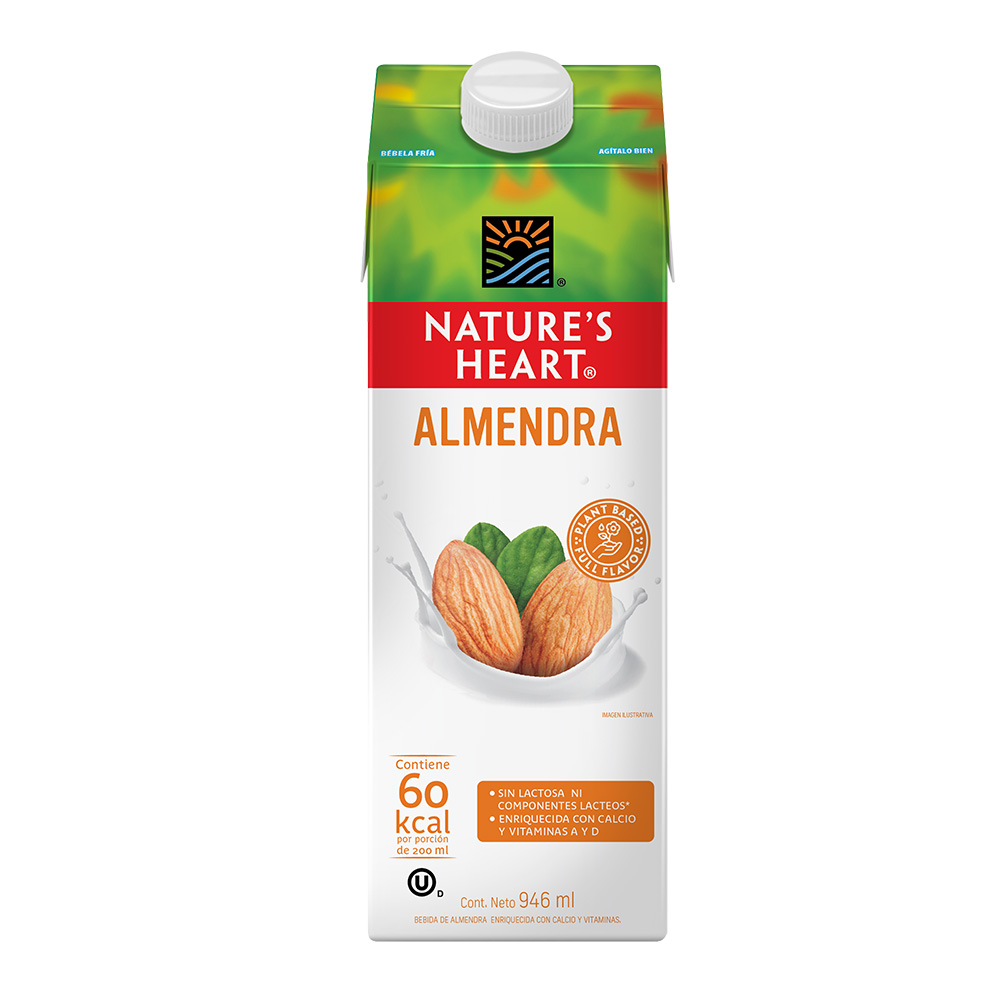 BÉBELA FRÍA
AGÍTALO BIEN
®
NATURE'S
HEART®
ALMENDRA
PLANT BASED
FULL FLAVOR
IMAGEN ILUSTRATIVA
Contiene
60
kcal
por porción
de 200 ml
• SIN LACTOSA NI
COMPONENTES LACTEOS*
• ENRIQUECIDA CON CALCIO
Y VITAMINAS A Y D
U D
Cont. Neto 946 ml
BEBIDA DE ALMENDRA ENRIQUECIDA CON CALCIO Y VITAMINAS.